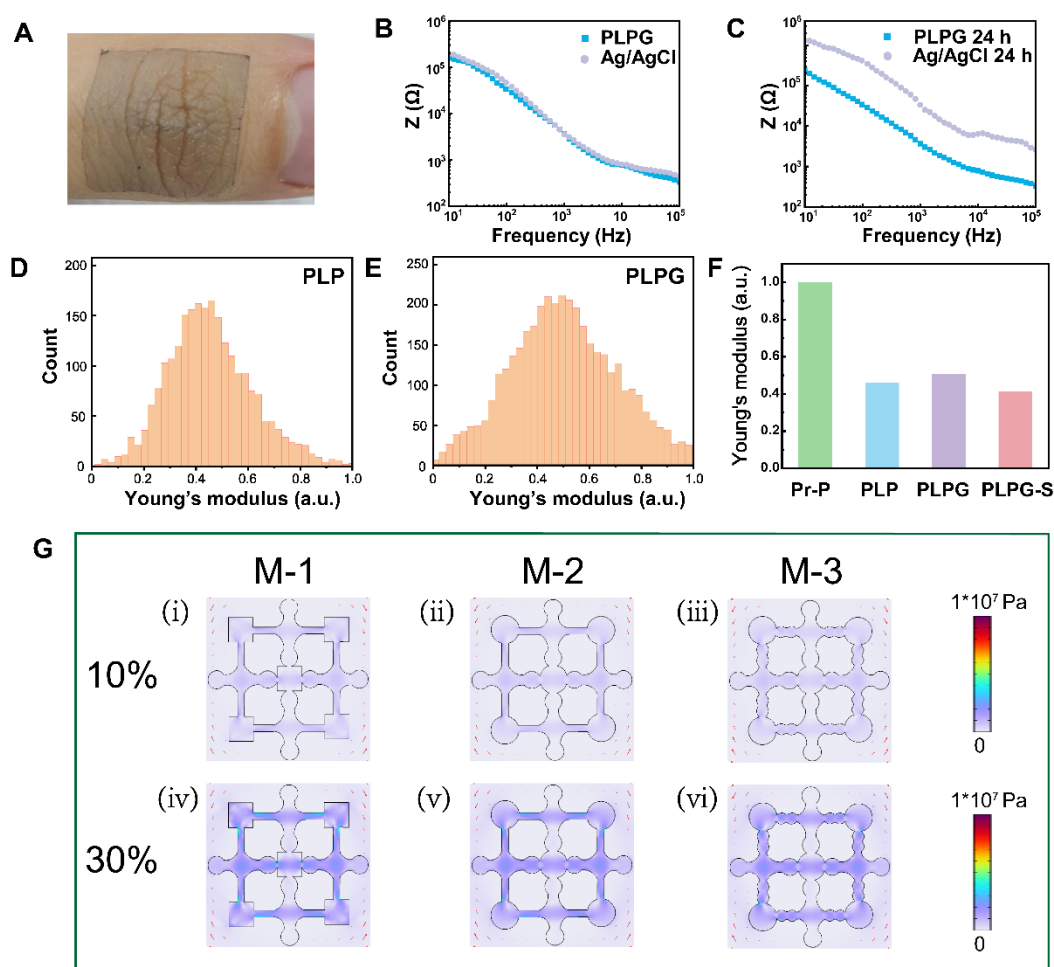 A
B
PLPG
Ag/AgCl
Z (Ω)
10⁶
10⁵
10⁴
10³
10²
10¹ 10² 10³ 10⁴ 10⁵
Frequency (Hz)
C
PLPG 24 h
Ag/AgCl 24 h
Z (Ω)
10⁶
10⁵
10⁴
10³
10²
10¹ 10² 10³ 10⁴ 10⁵
Frequency (Hz)
D
PLP
Count
200
150
100
50
0
0 0.2 0.4 0.6 0.8 1.0
Young's modulus (a.u.)
E
PLPG
Count
250
200
150
100
50
0
0 0.2 0.4 0.6 0.8 1.0
Young's modulus (a.u.)
F
Young's modulus (a.u.)
1.0
0.8
0.6
0.4
0.2
0.0
Pr-P PLP PLPG PLPG-S
G
M-1 M-2 M-3
(i) (ii) (iii)
10%
1*10⁷ Pa
0
(iv) (v) (vi)
30%
1*10⁷ Pa
0